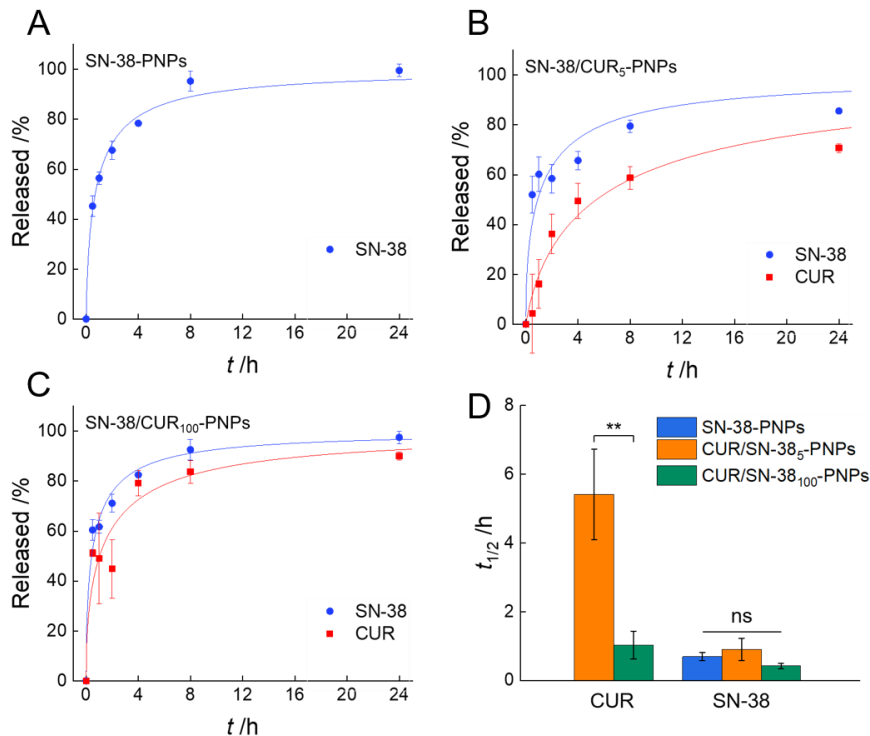 A
SN-38-PNPs
Released /%
100
80
60
40
20
0
SN-38
0 4 8 12 16 20 24
t /h
B
SN-38/CUR₅-PNPs
Released /%
100
80
60
40
20
0
SN-38
CUR
0 4 8 12 16 20 24
t /h
C
SN-38/CUR₁₀₀-PNPs
Released /%
100
80
60
40
20
0
SN-38
CUR
0 4 8 12 16 20 24
t /h
D
SN-38-PNPs
CUR/SN-38₅-PNPs
CUR/SN-38₁₀₀-PNPs
**
ns
t₁/₂ /h
8
6
4
2
0
CUR SN-38